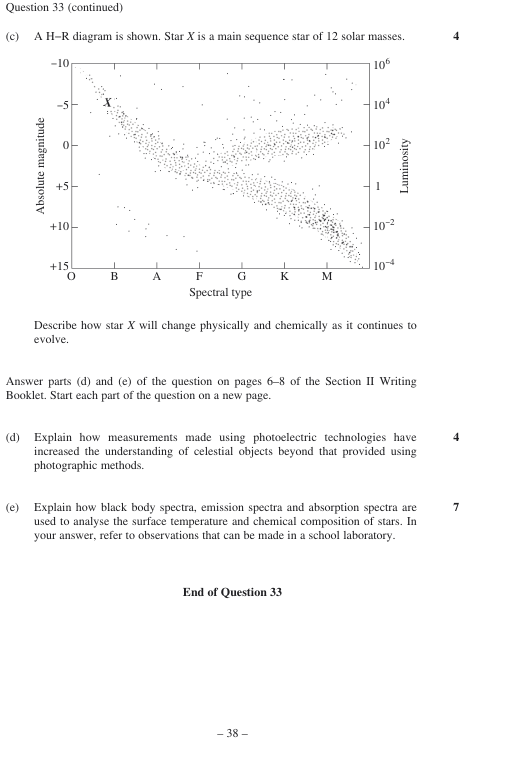 Question 33 (continued)
(c) A H–R diagram is shown. Star X is a main sequence star of 12 solar masses. 4
Absolute magnitude
−10
−5
0
+5
+10
+15
X
10⁶
10⁴
10²
1
10⁻²
10⁻⁴
Luminosity
O B A F G K M
Spectral type
Describe how star X will change physically and chemically as it continues to
evolve.
Answer parts (d) and (e) of the question on pages 6–8 of the Section II Writing
Booklet. Start each part of the question on a new page.
(d) Explain how measurements made using photoelectric technologies have 4
increased the understanding of celestial objects beyond that provided using
photographic methods.
(e) Explain how black body spectra, emission spectra and absorption spectra are 7
used to analyse the surface temperature and chemical composition of stars. In
your answer, refer to observations that can be made in a school laboratory.
End of Question 33
– 38 –